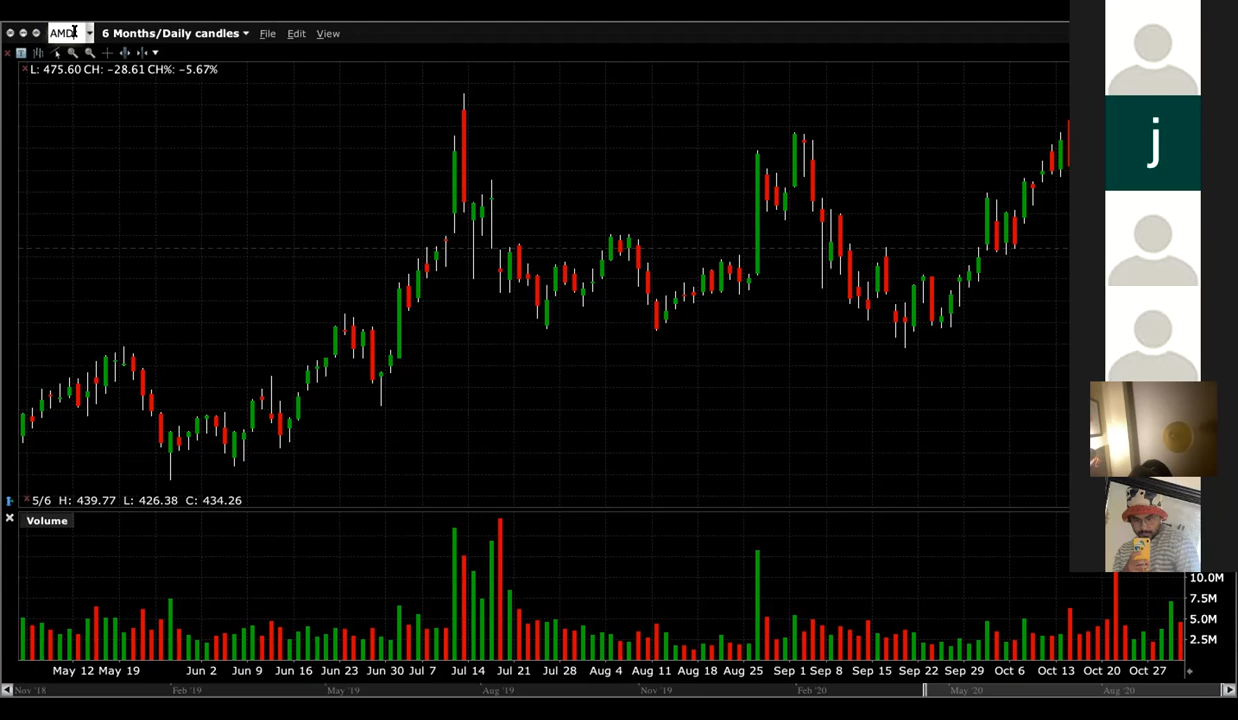 AMD 6 Months/Daily candles File Edit View
L: 475.60 CH: -28.61 CH%: -5.67%
j
5/6 H: 439.77 L: 426.38 C: 434.26
Volume
10.0M
7.5M
5.0M
2.5M
May 12 May 19 Jun 2 Jun 9 Jun 16 Jun 23 Jun 30 Jul 7 Jul 14 Jul 21 Jul 28 Aug 4 Aug 11 Aug 18 Aug 25 Sep 1 Sep 8 Sep 15 Sep 22 Sep 29 Oct 6 Oct 13 Oct 20 Oct 27
Nov '18 Feb '19 May '19 Aug '19 Nov '19 Feb '20 May '20 Aug '20